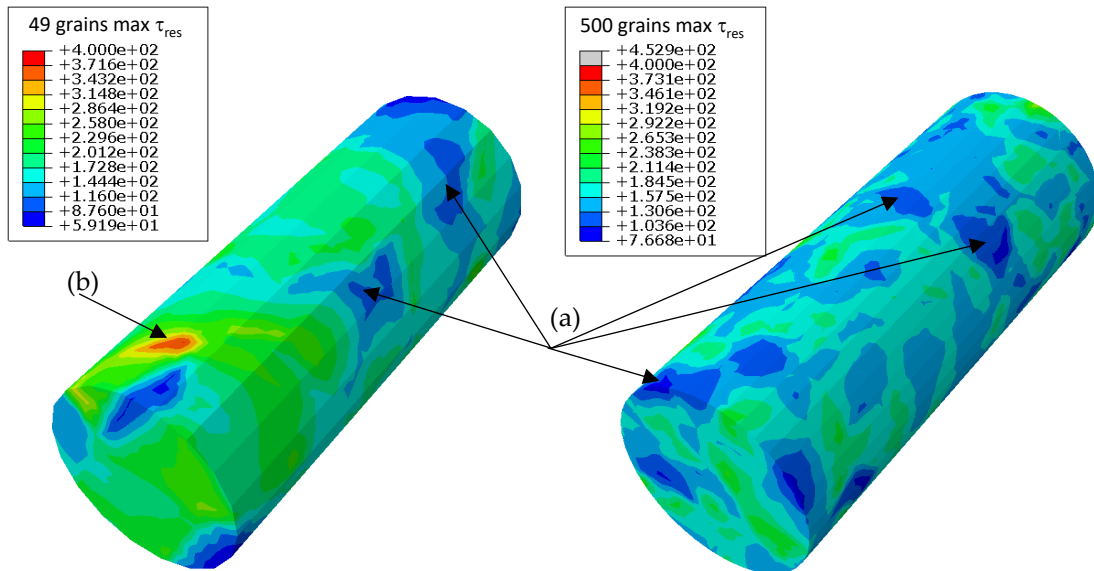 49 grains max τres
+4.000e+02
+3.716e+02
+3.432e+02
+3.148e+02
+2.864e+02
+2.580e+02
+2.296e+02
+2.012e+02
+1.728e+02
+1.444e+02
+1.160e+02
+8.760e+01
+5.919e+01
500 grains max τres
+4.529e+02
+4.000e+02
+3.731e+02
+3.461e+02
+3.192e+02
+2.922e+02
+2.653e+02
+2.383e+02
+2.114e+02
+1.845e+02
+1.575e+02
+1.306e+02
+1.036e+02
+7.668e+01
(b)
(a)